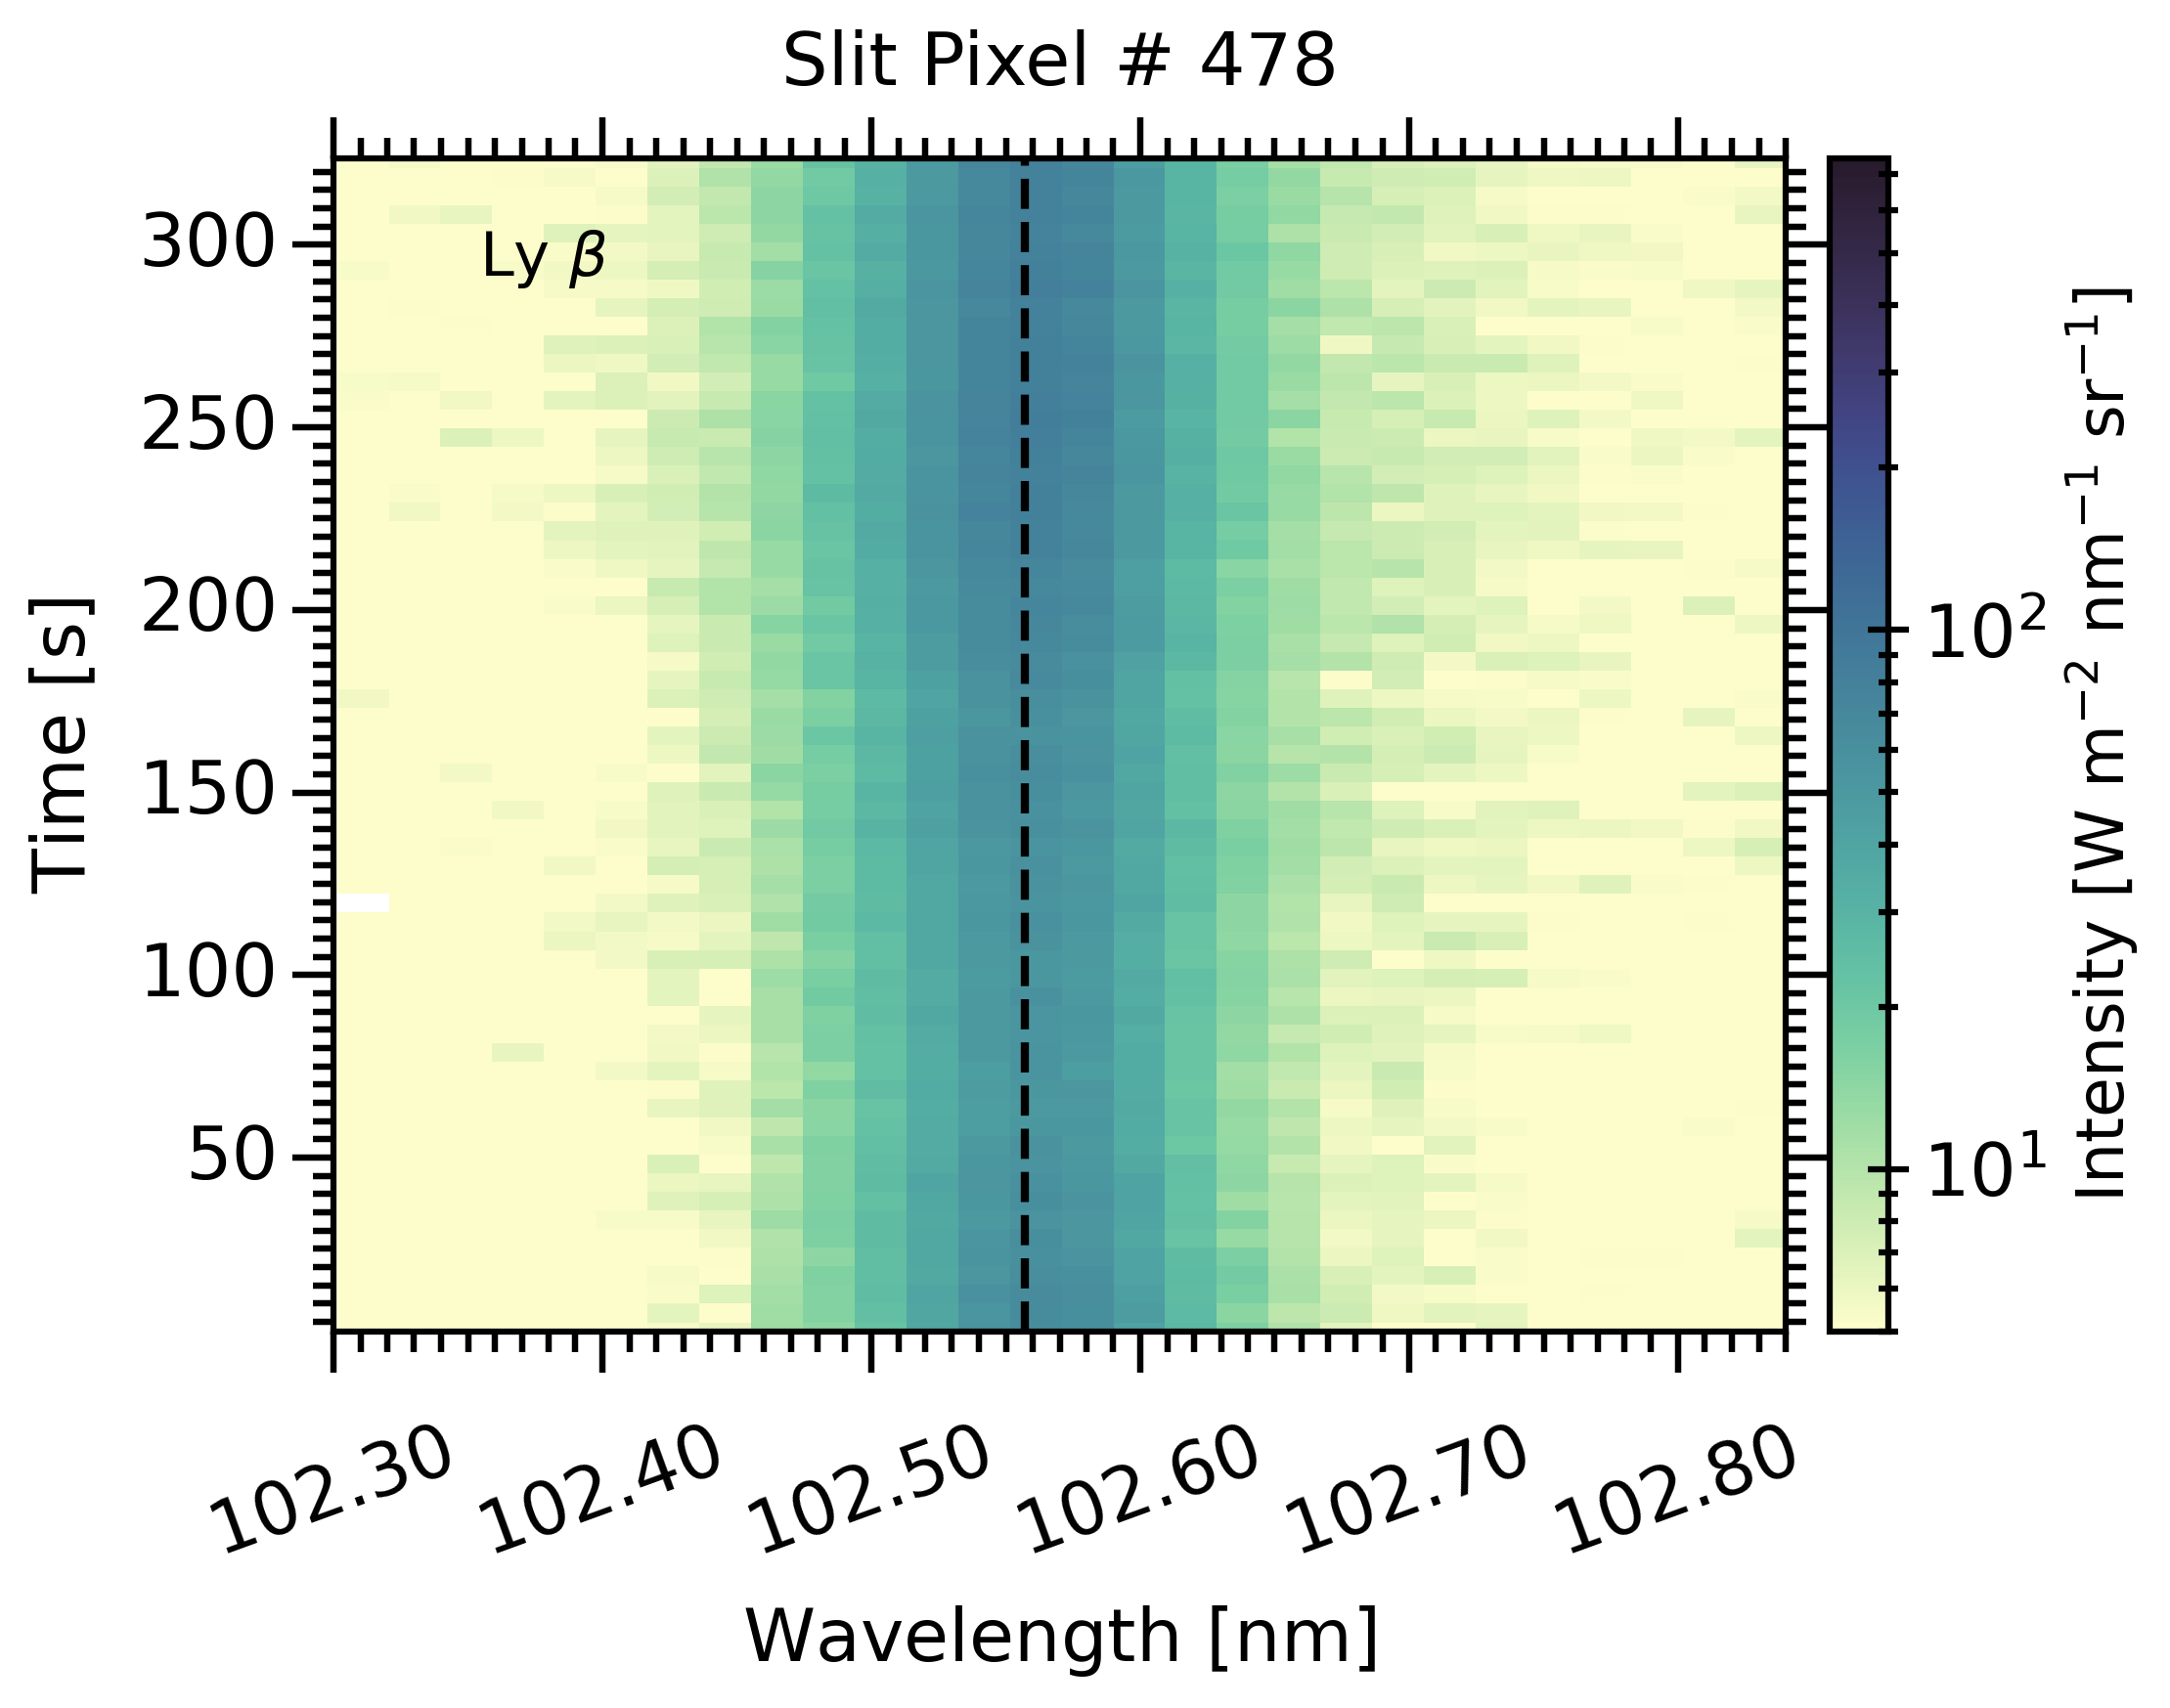 Slit Pixel # 478
Ly β
300
250
200
150
100
50
Time [s]
102.30 102.40 102.50 102.60 102.70 102.80
Wavelength [nm]
10²
10¹
Intensity [W m⁻² nm⁻¹ sr⁻¹]